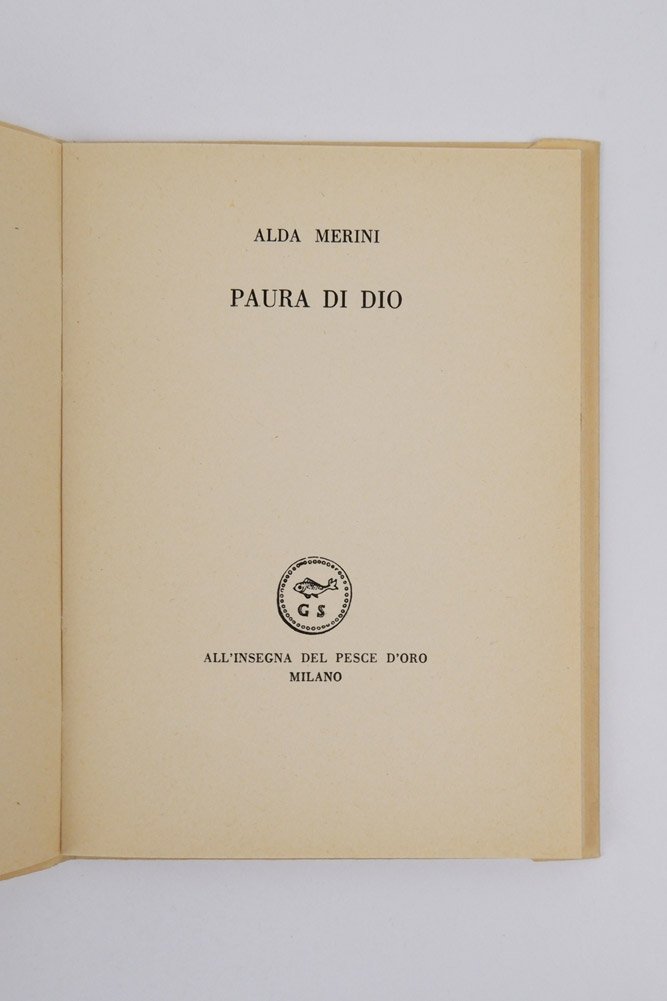 ALDA MERINI
PAURA DI DIO
G S
ALL'INSEGNA DEL PESCE D'ORO
MILANO